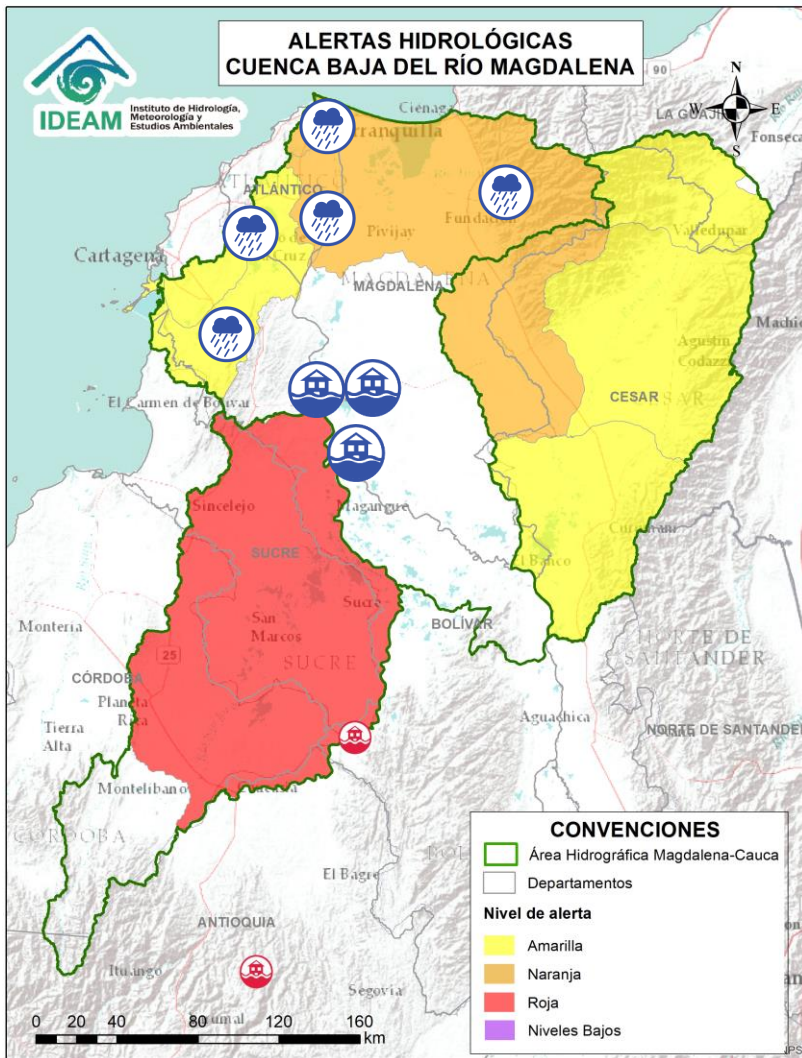 ALERTAS HIDROLÓGICAS
CUENCA BAJA DEL RÍO MAGDALENA
IDEAM
Instituto de Hidrología,
Meteorología y
Estudios Ambientales
90
N
W
E
S
Ciénaga
LA GUAJIRA
Fonseca
ATLÁNTICO
Fundación
Pivijay
Valledupar
Cartagena
MAGDALENA
MAGDALENA
Agustín
Codazzi
CESAR
El Carmen de Bolívar
Sincelejo
Magangué
SUCRE
El Banco
Sucre
San
Marcos
BOLÍVAR
Montería
25
SUCRE
NORTE DE
SANTANDER
CÓRDOBA
Planeta
Rica
Tierra
Alta
Aguachica
NORTE DE SANTANDER
Montelibano
CÓRDOBA
El Bagre
ANTIOQUIA
Ituango
Segovia
0 20 40 80 120 160
km
CONVENCIONES
Área Hidrográfica Magdalena-Cauca
Departamentos
Nivel de alerta
Amarilla
Naranja
Roja
Niveles Bajos